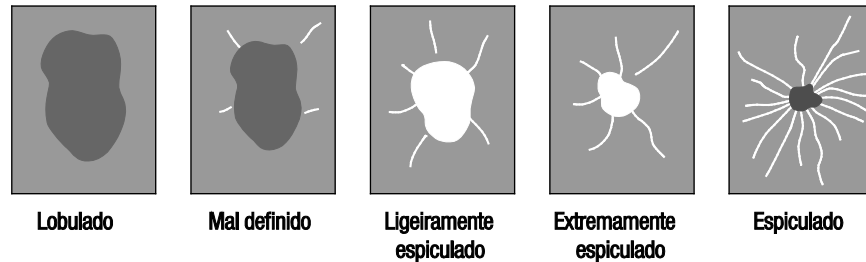 Lobulado
Mal definido
Ligeiramente
espiculado
Extremamente
espiculado
Espiculado